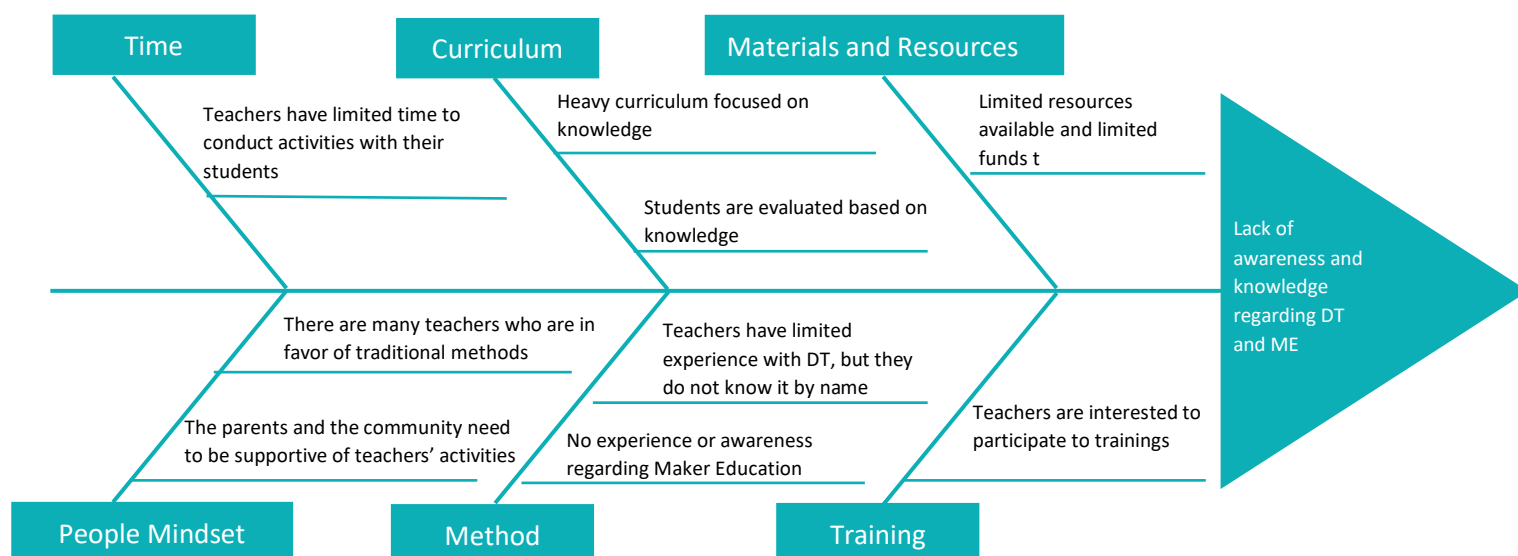 Time
Curriculum
Materials and Resources
Teachers have limited time to
conduct activities with their
students
Heavy curriculum focused on
knowledge
Students are evaluated based on
knowledge
Limited resources
available and limited
funds t
Lack of
awareness and
knowledge
regarding DT
and ME
There are many teachers who are in
favor of traditional methods
The parents and the community need
to be supportive of teachers’ activities
Teachers have limited
experience with DT, but they
do not know it by name
No experience or awareness
regarding Maker Education
Teachers are interested to
participate to trainings
People Mindset
Method
Training